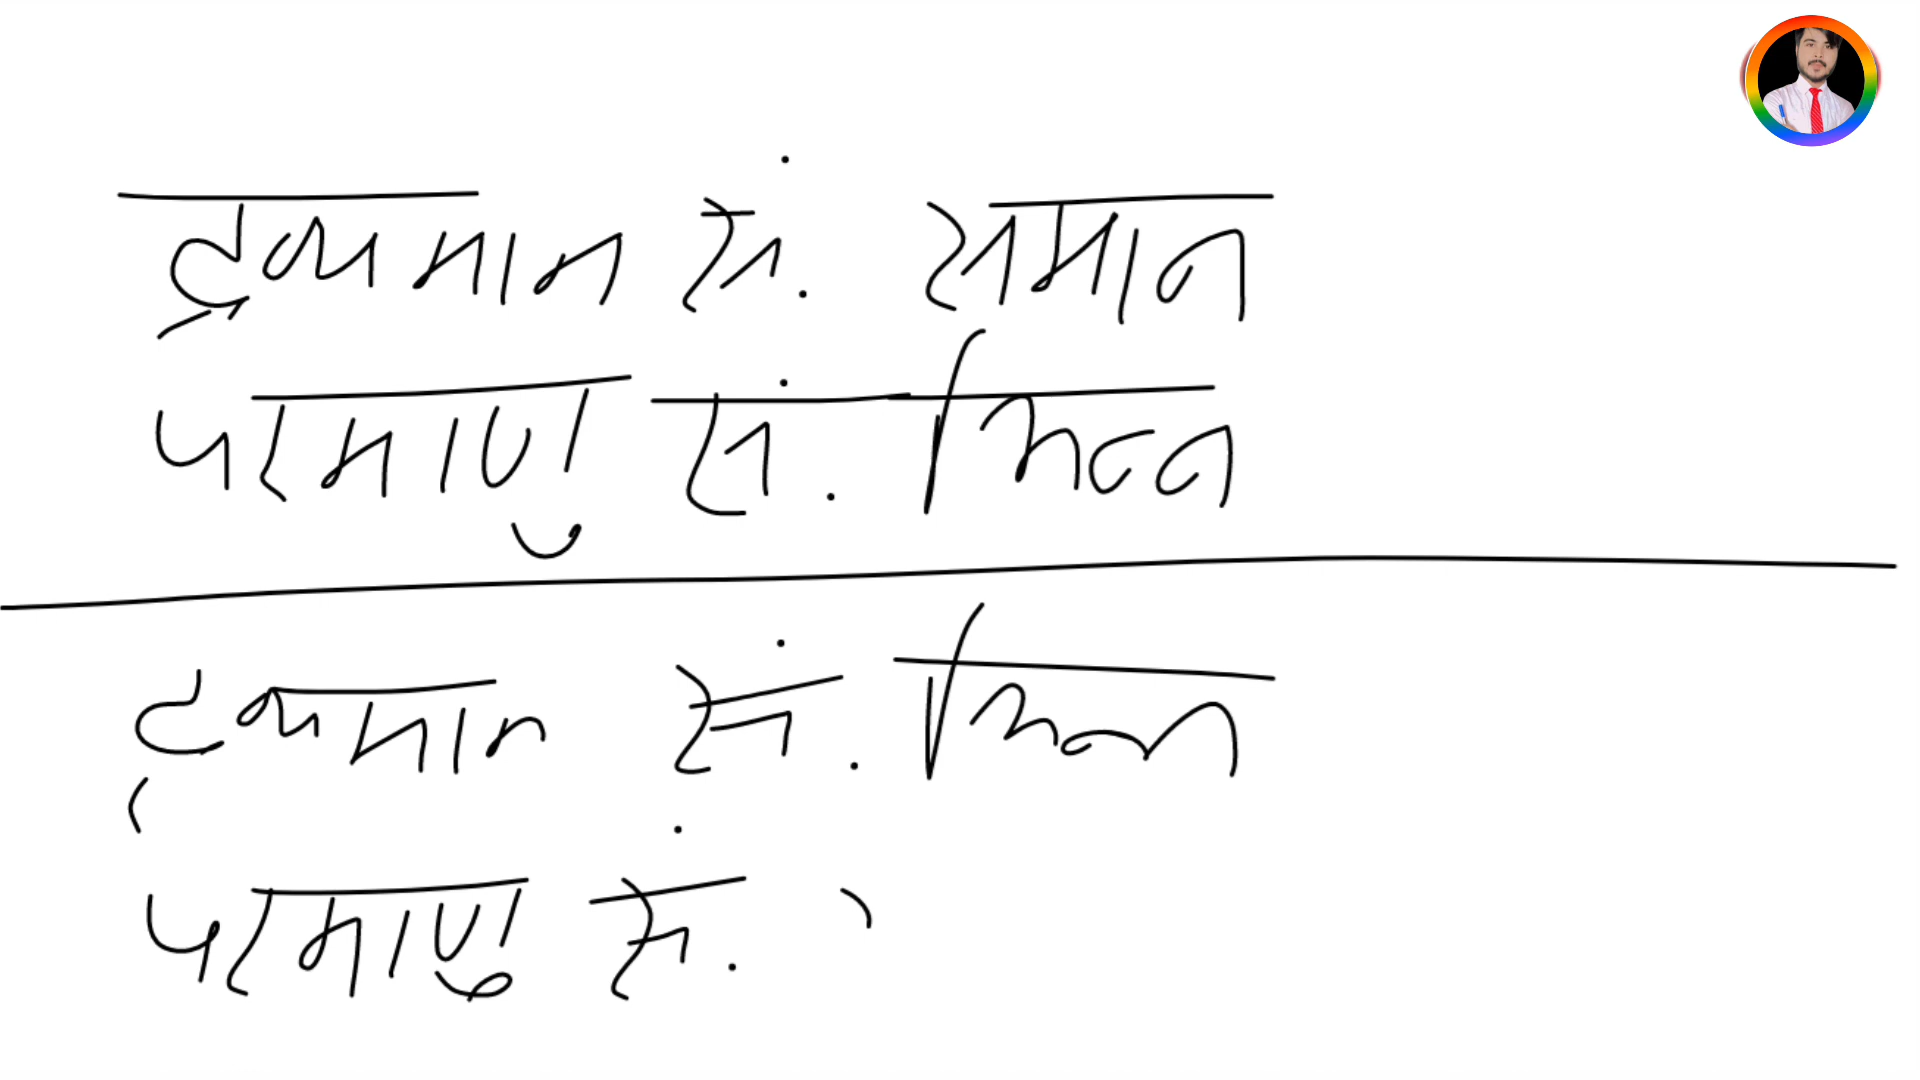 द्रव्यमान सं. समान
परमाणु सं. भिन्न
द्रव्यमान सं. भिन्न
परमाणु सं.